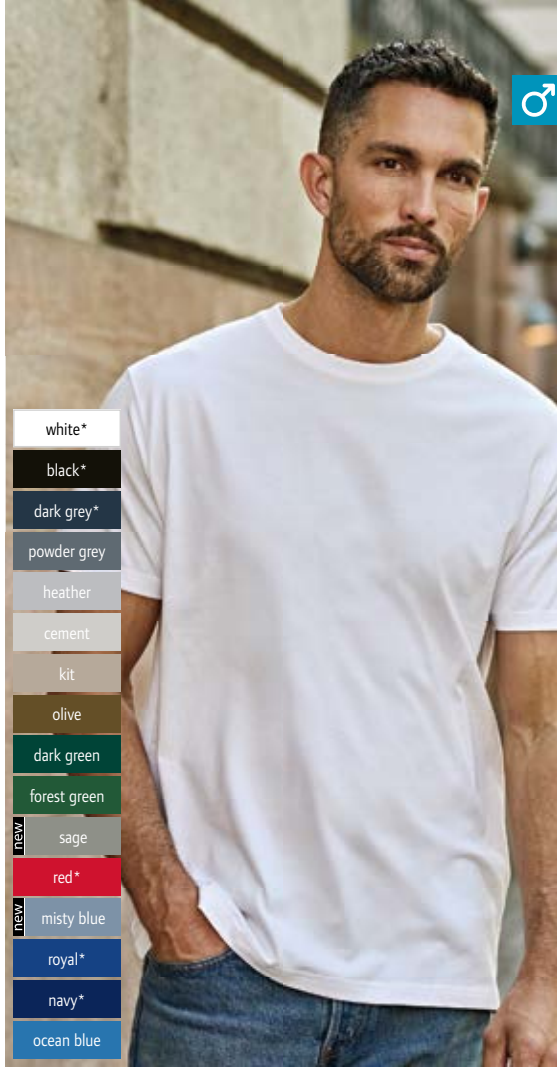 white*
black*
dark grey*
powder grey
heather
cement
kit
olive
dark green
forest green
new
sage
red*
new
misty blue
royal*
navy*
ocean blue